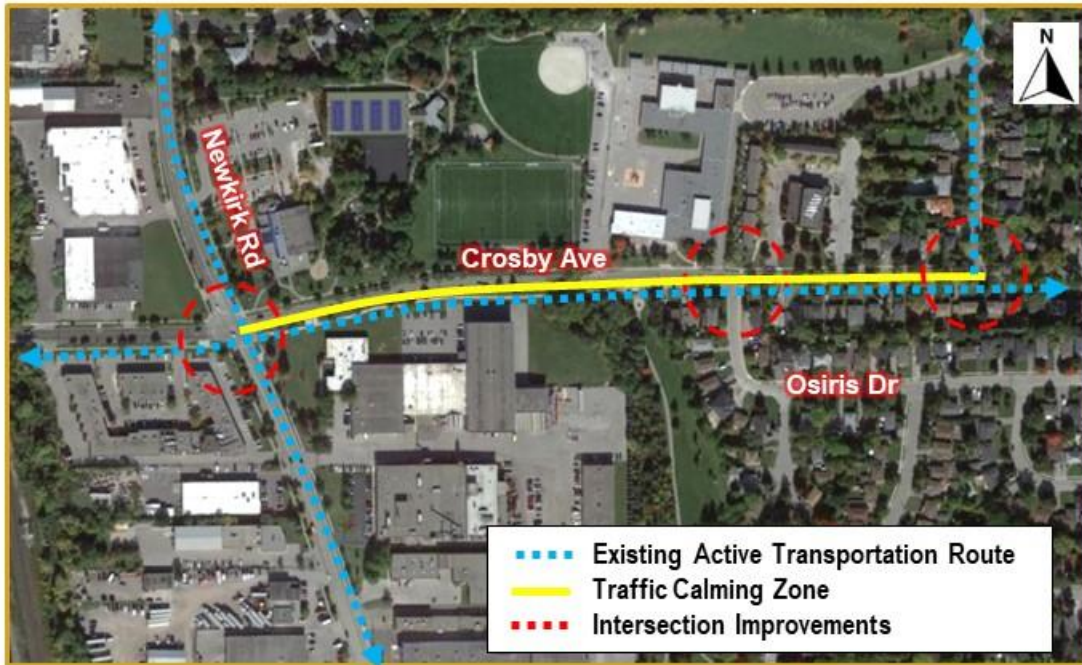 N
Newkirk Rd
Crosby Ave
Osiris Dr
Existing Active Transportation Route
Traffic Calming Zone
Intersection Improvements